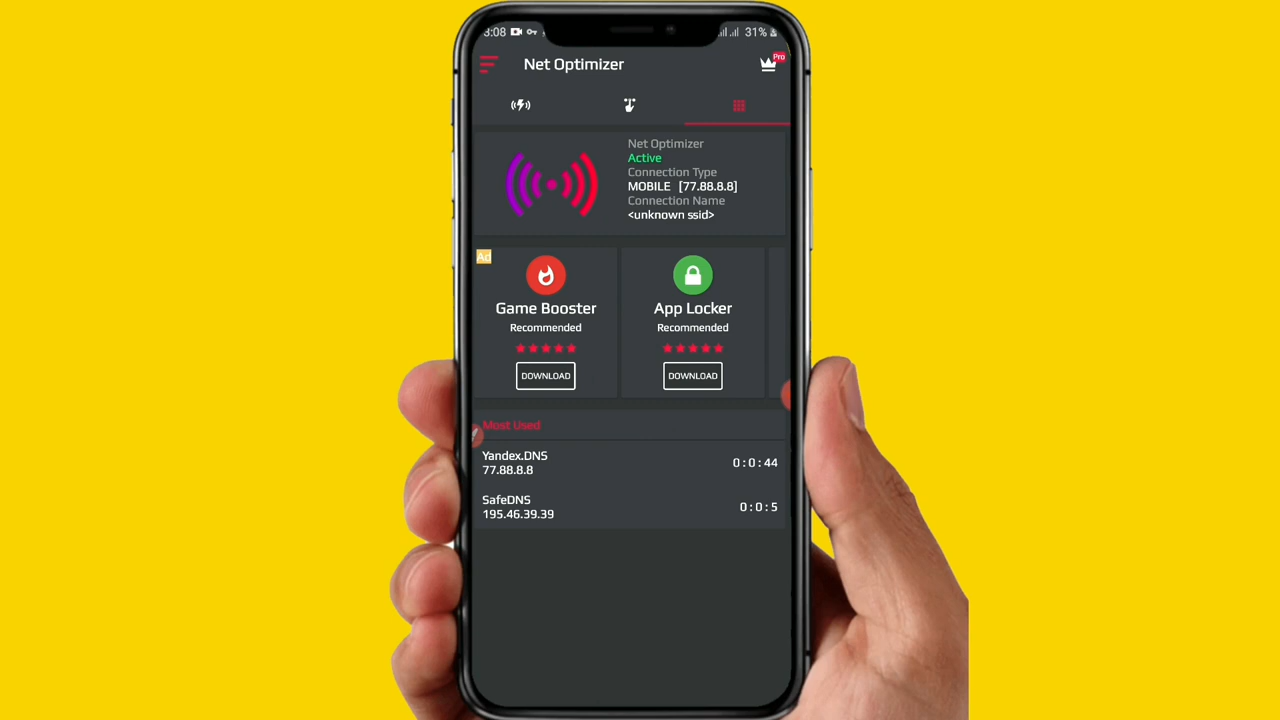 3:08
31%
Net Optimizer
Pro
Net Optimizer
Active
Connection Type
MOBILE [77.88.8.8]
Connection Name
<unknown ssid>
Ad
Game Booster
Recommended
DOWNLOAD
App Locker
Recommended
DOWNLOAD
Most Used
Yandex.DNS
77.88.8.8
0:0:44
SafeDNS
195.46.39.39
0:0:5